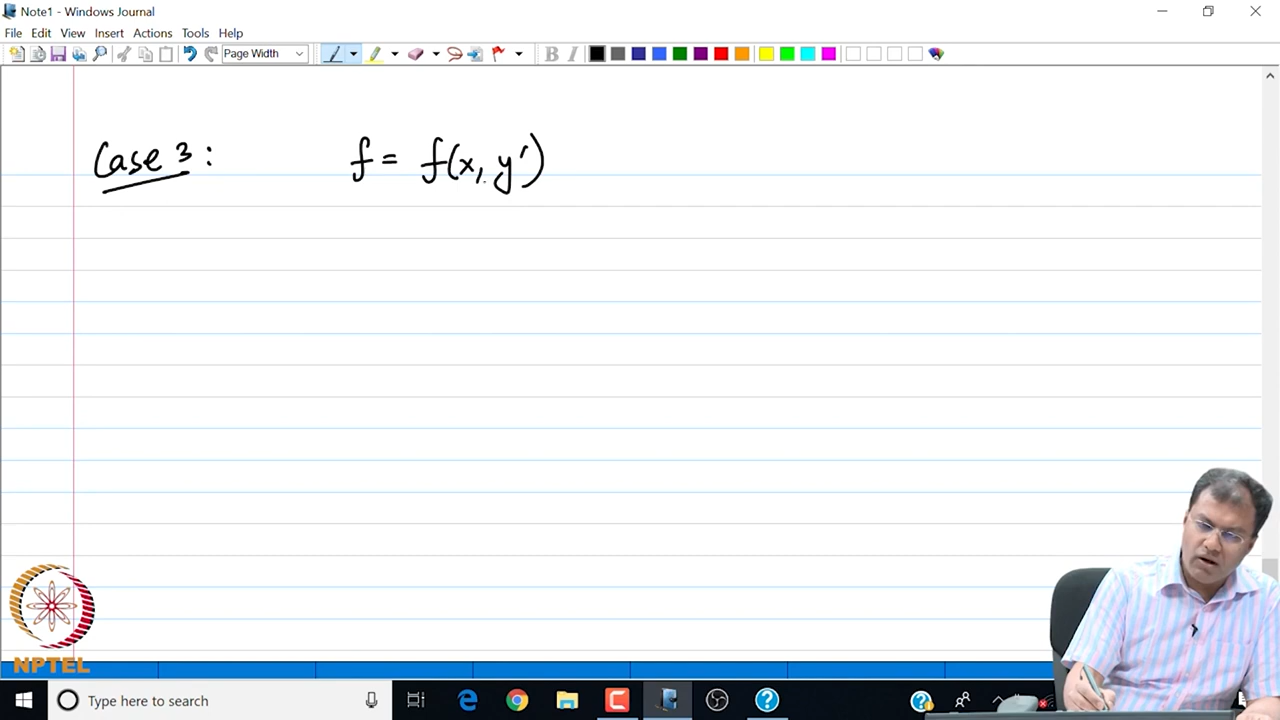 Note1 - Windows Journal
File Edit View Insert Actions Tools Help
Page Width B I
Case 3: f = f(x, y')
NPTEL
Type here to search